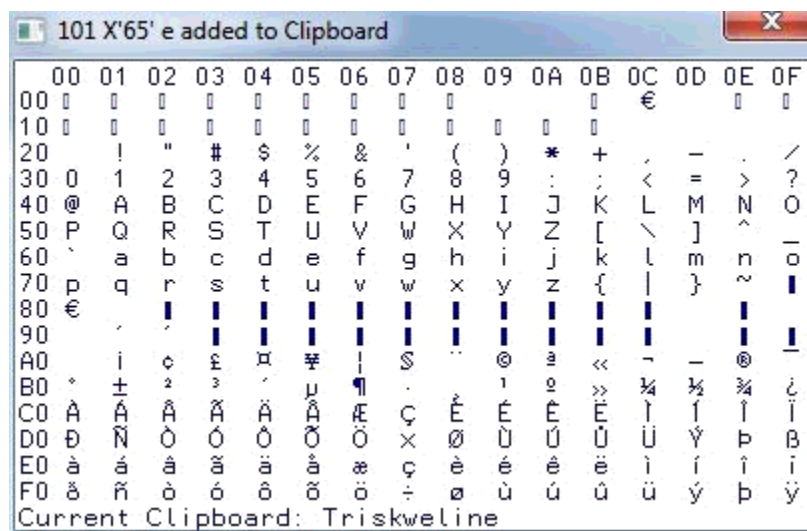 101 X'65' e added to Clipboard
00 01 02 03 04 05 06 07 08 09 0A 0B 0C 0D 0E 0F
00 €
10
20 ! " # $ % & ' ( ) * + , - . /
30 0 1 2 3 4 5 6 7 8 9 : ; < = > ?
40 @ A B C D E F G H I J K L M N O
50 P Q R S T U V W X Y Z [ \ ] ^ _
60 ` a b c d e f g h i j k l m n o
70 p q r s t u v w x y z { | } ~
80 €
90
A0 ¡ ¢ £ ¤ ¥ ¦ § ¨ © ª « ¬ - ® ¯
B0 ° ± ² ³ ´ µ ¶ · ¸ ¹ º » ¼ ½ ¾ ¿
C0 À Á Â Ã Ä Å Æ Ç È É Ê Ë Ì Í Î Ï
D0 Ð Ñ Ò Ó Ô Õ Ö × Ø Ù Ú Û Ü Ý Þ ß
E0 à á â ã ä å æ ç è é ê ë ì í î ï
F0 ð ñ ò ó ô õ ö ÷ ø ù ú û ü ý þ ÿ
Current Clipboard: Triskweline